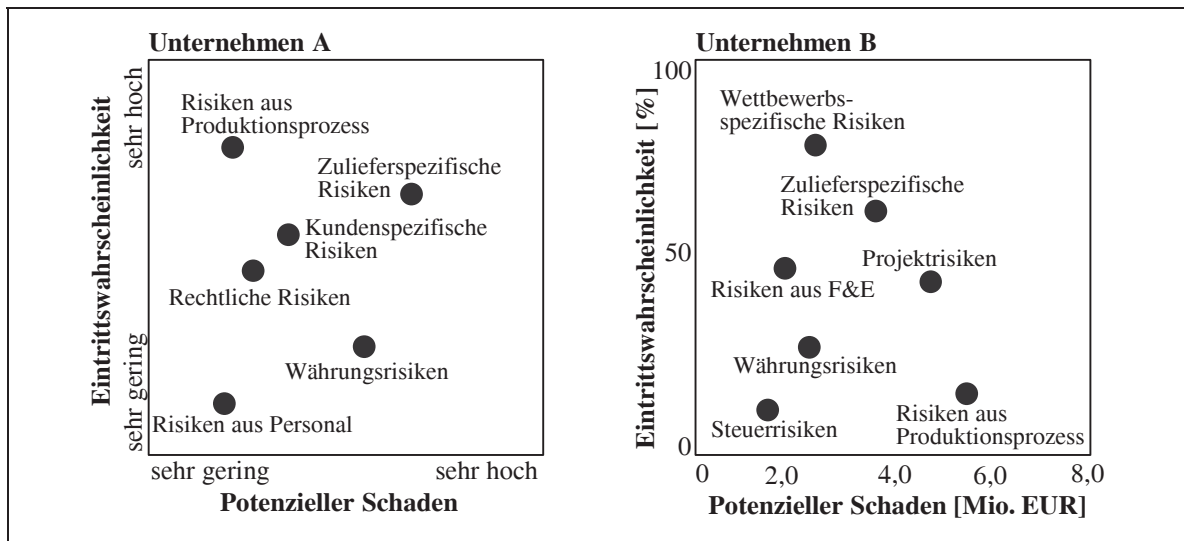 Unternehmen A
Eintrittswahrscheinlichkeit
sehr hoch
sehr gering
Risiken aus
Produktionsprozess
Zulieferspezifische
Risiken
Kundenspezifische
Risiken
Rechtliche Risiken
Währungsrisiken
Risiken aus Personal
sehr gering
sehr hoch
Potenzieller Schaden
Unternehmen B
Eintrittswahrscheinlichkeit [%]
100
50
0
Wettbewerbs-
spezifische Risiken
Zulieferspezifische
Risiken
Projektrisiken
Risiken aus F&E
Währungsrisiken
Steuerrisiken
Risiken aus
Produktionsprozess
0
2,0
4,0
6,0
8,0
Potenzieller Schaden [Mio. EUR]